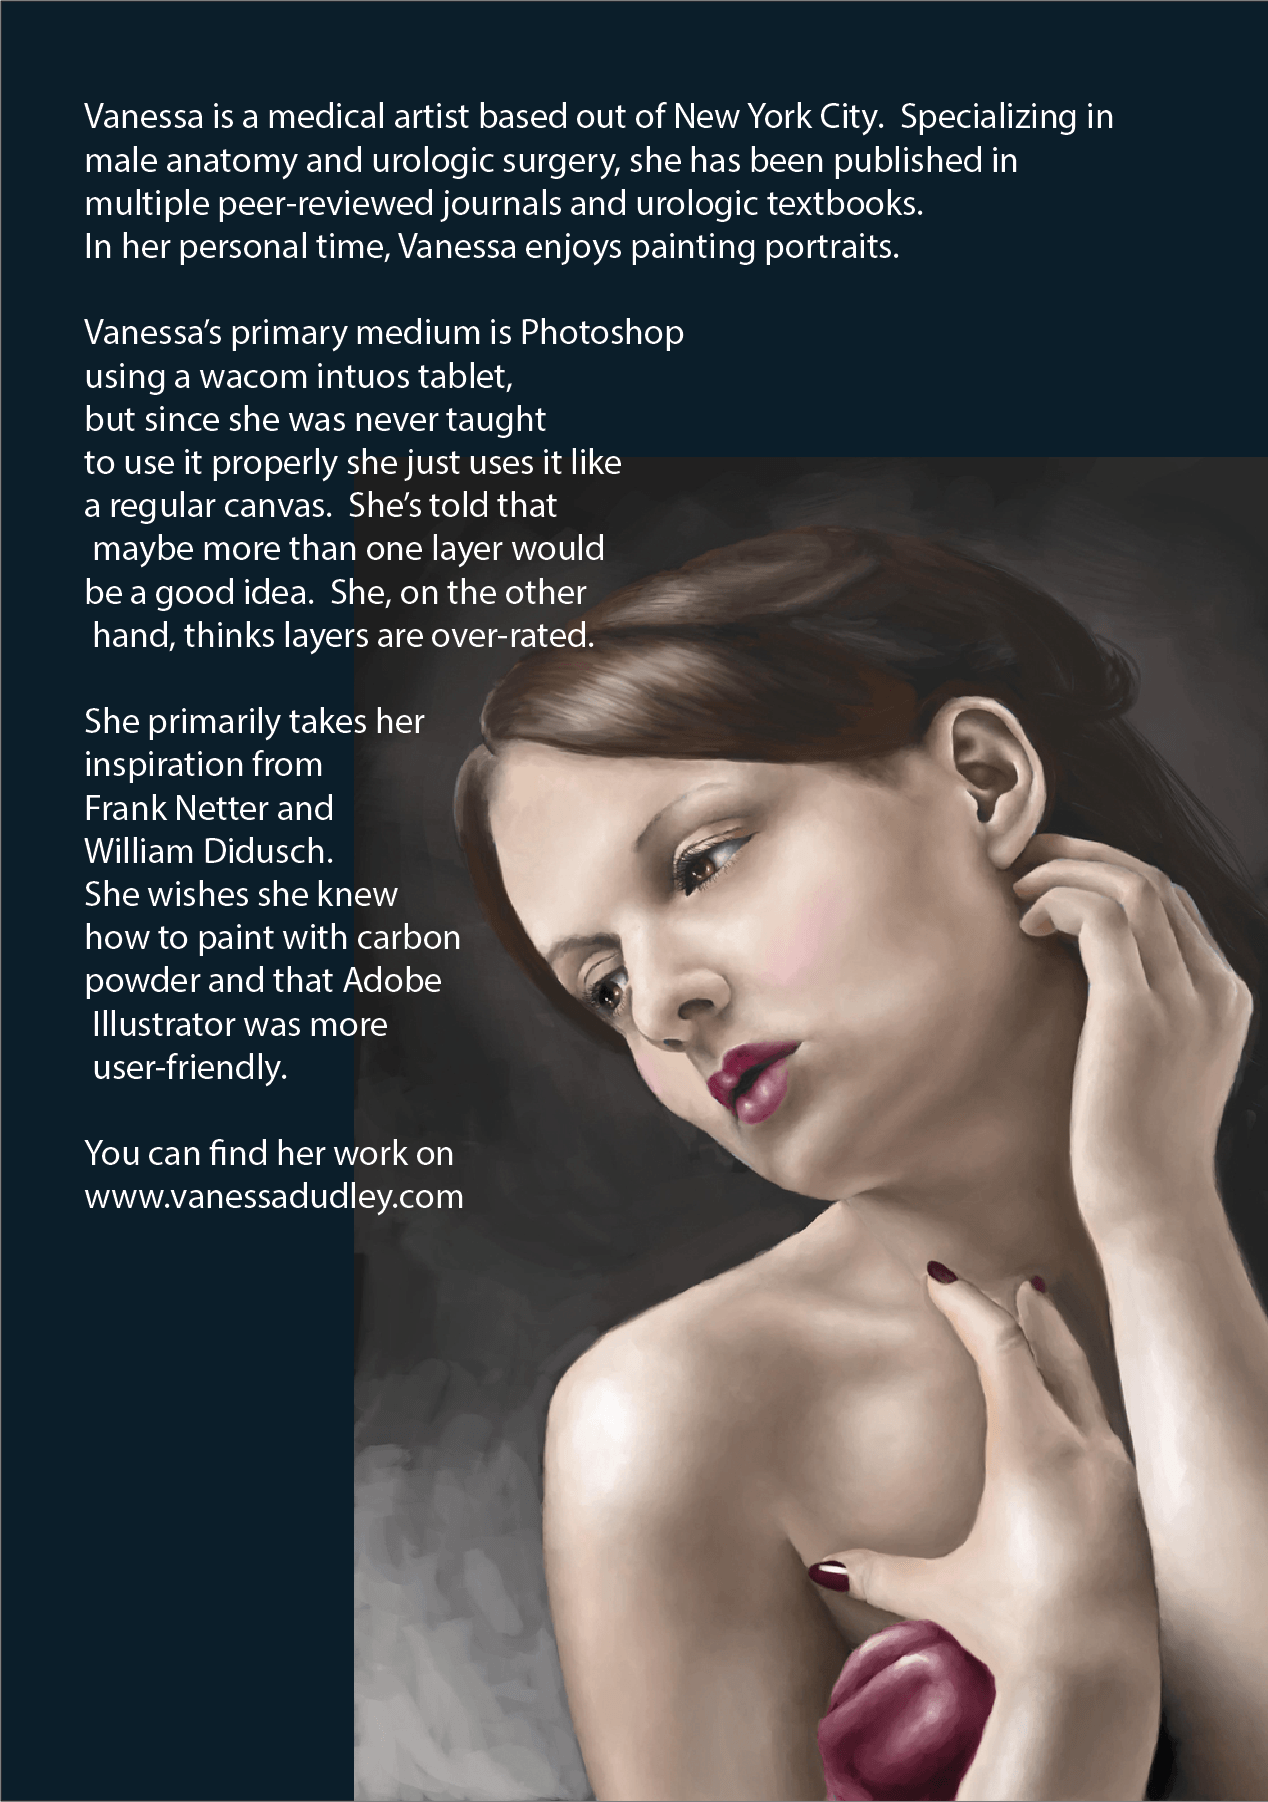 Vanessa is a medical artist based out of New York City.  Specializing in
male anatomy and urologic surgery, she has been published in
multiple peer-reviewed journals and urologic textbooks.
In her personal time, Vanessa enjoys painting portraits.
Vanessa’s primary medium is Photoshop
using a wacom intuos tablet,
but since she was never taught
to use it properly she just uses it like
a regular canvas.  She’s told that
maybe more than one layer would
be a good idea.  She, on the other
hand, thinks layers are over-rated.
She primarily takes her
inspiration from
Frank Netter and
William Didusch.
She wishes she knew
how to paint with carbon
powder and that Adobe
Illustrator was more
user-friendly.
You can find her work on
www.vanessadudley.com